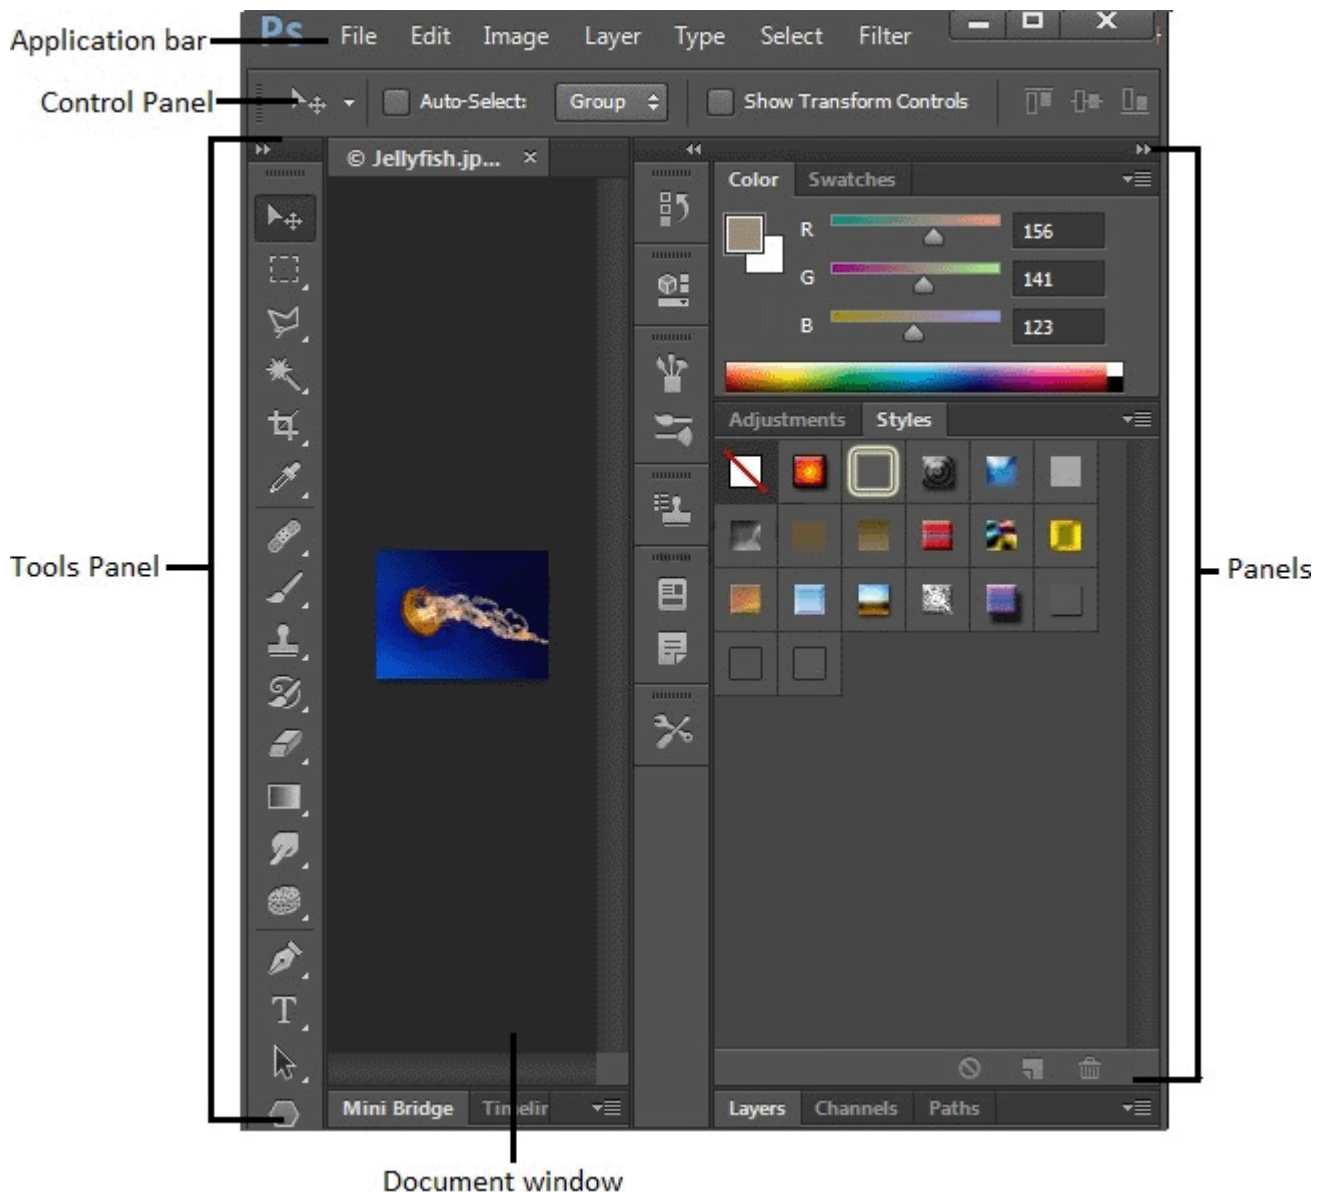 Application bar
Ps File Edit Image Layer Type Select Filter
Control Panel
Auto-Select: Group Show Transform Controls
© Jellyfish.jp... ×
Color Swatches
R 156
G 141
B 123
Adjustments Styles
Tools Panel
Panels
T
Mini Bridge Timelir
Layers Channels Paths
Document window